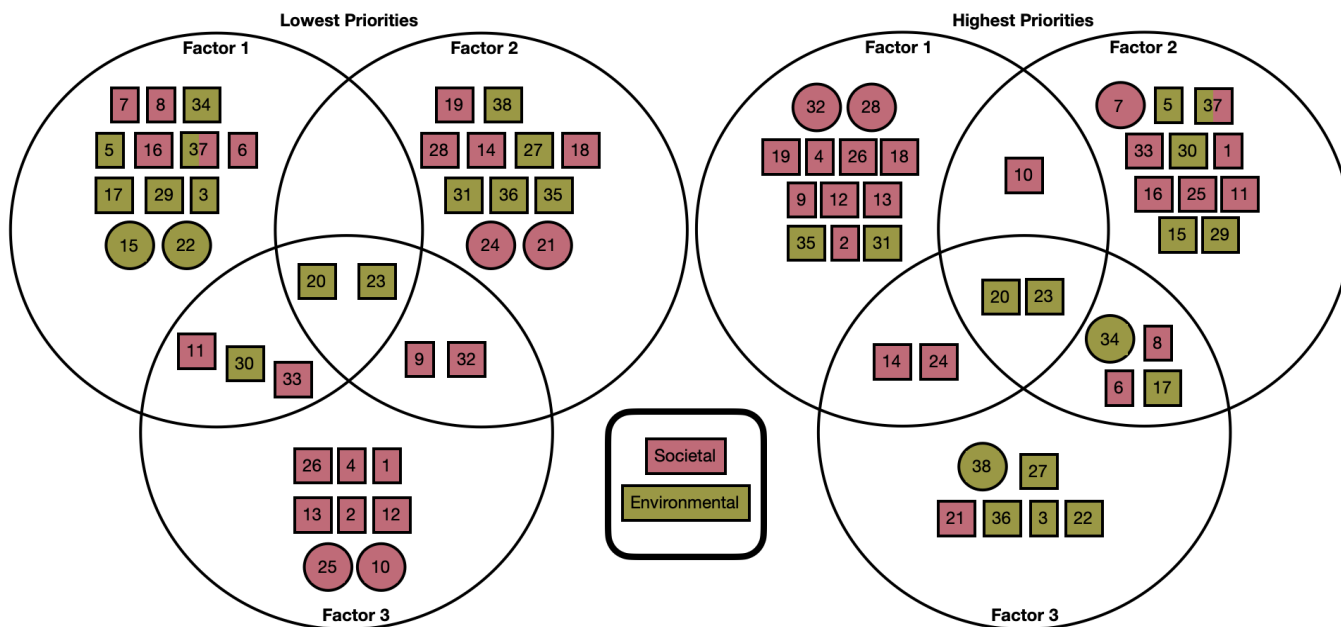 Lowest Priorities
Factor 1
Factor 2
7 8 34
5 16 37 6
17 29 3
15 22
19 38
28 14 27 18
31 36 35
24 21
20 23
11
30
33
9 32
26 4 1
13 2 12
25 10
Factor 3
Societal
Environmental
Highest Priorities
Factor 1
Factor 2
32 28
19 4 26 18
9 12 13
35 2 31
10
7 5 37
33 30 1
16 25 11
15 29
20 23
14 24
34 8
6 17
38 27
21 36 3 22
Factor 3